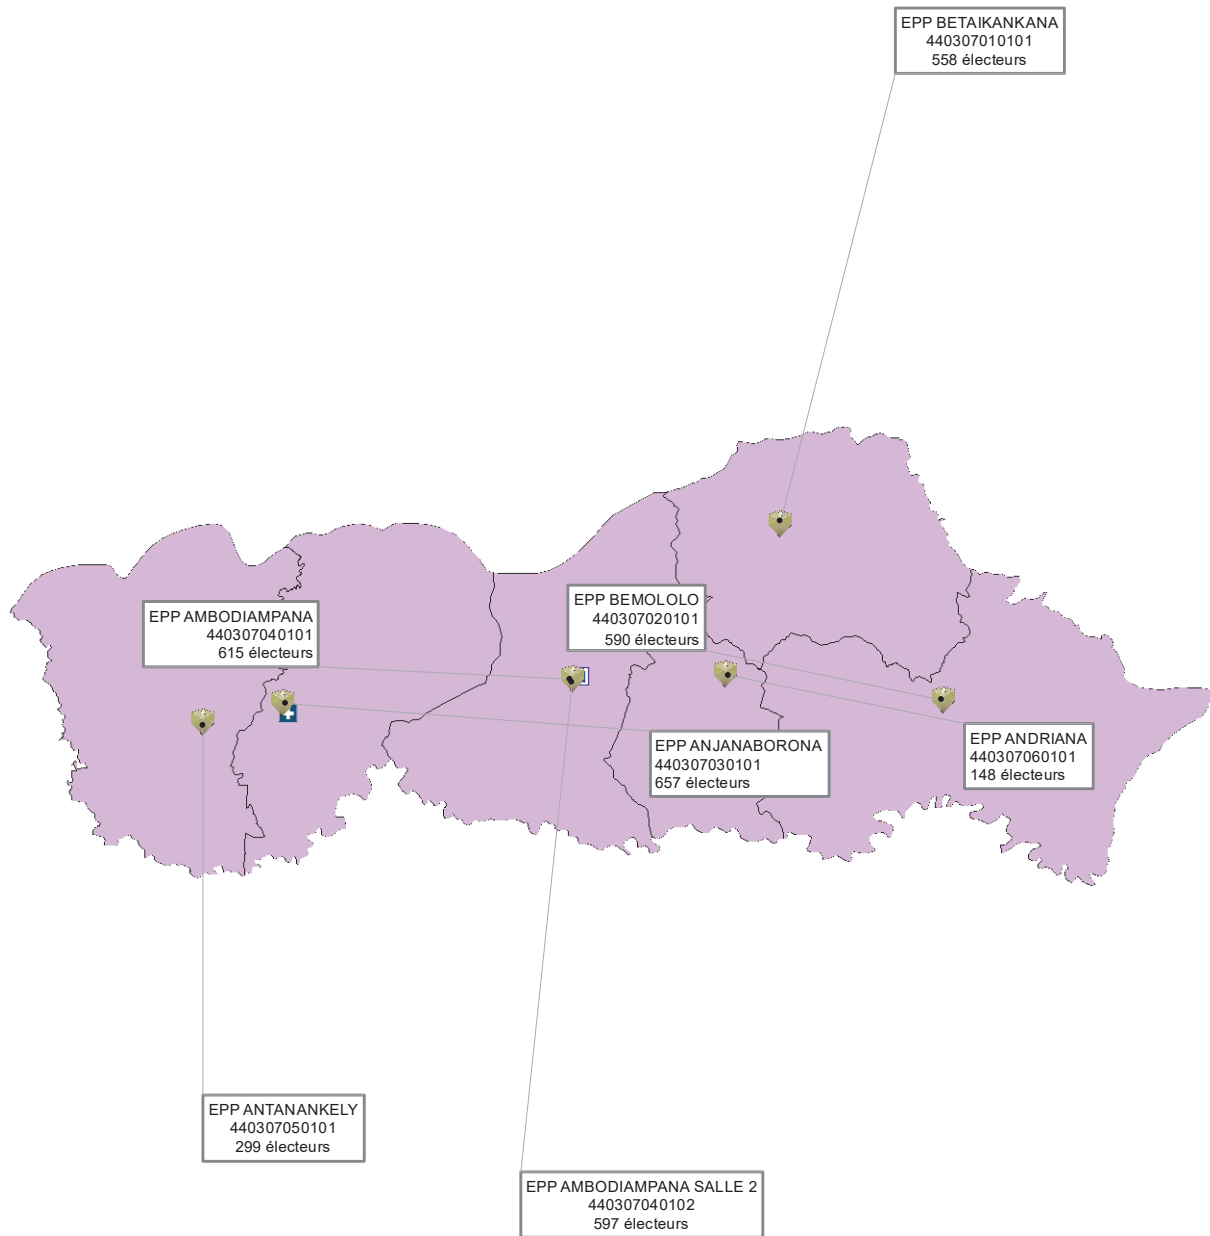 EPP BETAIKANKANA
440307010101
558 électeurs
EPP BEMOLOLO
440307020101
590 électeurs
EPP AMBODIAMPANA
440307040101
615 électeurs
EPP ANJANABORONA
440307030101
657 électeurs
EPP ANDRIANA
440307060101
148 électeurs
EPP ANTANANKELY
440307050101
299 électeurs
EPP AMBODIAMPANA SALLE 2
440307040102
597 électeurs